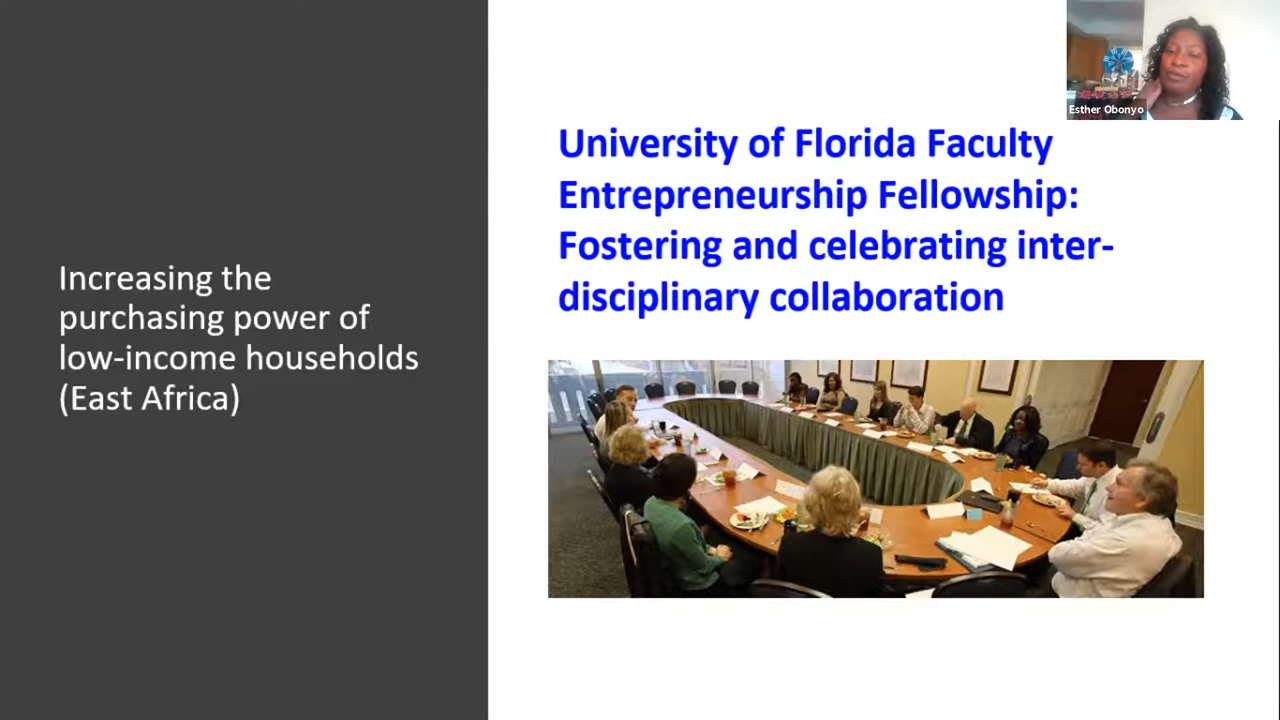 Esther Obonyo
University of Florida Faculty
Entrepreneurship Fellowship:
Fostering and celebrating inter-
disciplinary collaboration
Increasing the
purchasing power of
low-income households
(East Africa)